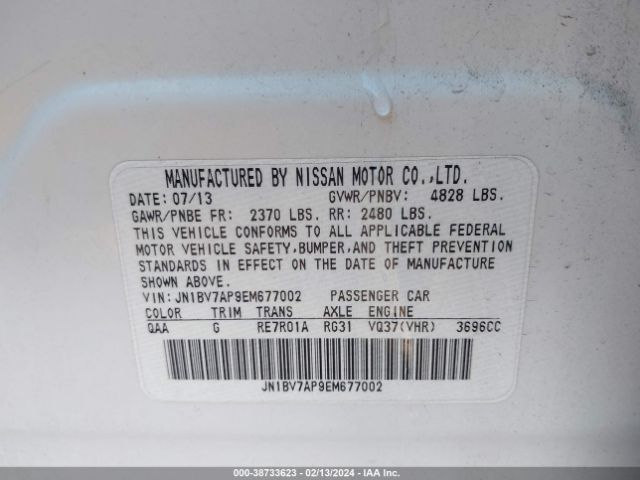 MANUFACTURED BY NISSAN MOTOR CO.,LTD.
DATE: 07/13 GVWR/PNBV: 4828 LBS.
GAWR/PNBE FR: 2370 LBS. RR: 2480 LBS.
THIS VEHICLE CONFORMS TO ALL APPLICABLE FEDERAL
MOTOR VEHICLE SAFETY,BUMPER,AND THEFT PREVENTION
STANDARDS IN EFFECT ON THE DATE OF MANUFACTURE
SHOWN ABOVE.
VIN:JN1BV7AP9EM677002 PASSENGER CAR
COLOR TRIM TRANS AXLE ENGINE
QAA G RE7R01A RG31 VQ37(VHR) 3696CC
JN1BV7AP9EM677002
000-38733623 | 02/13/2024 - IAA Inc.